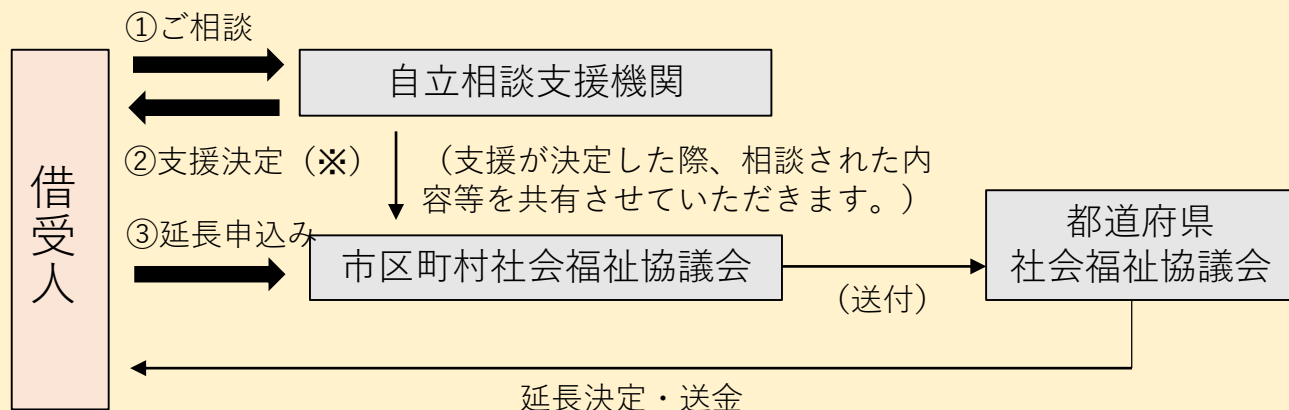 ①ご相談
自立相談支援機関
②支援決定（※）
（支援が決定した際、相談された内
容等を共有させていただきます。）
借受人
③延長申込み
市区町村社会福祉協議会
（送付）
都道府県
社会福祉協議会
延長決定・送金